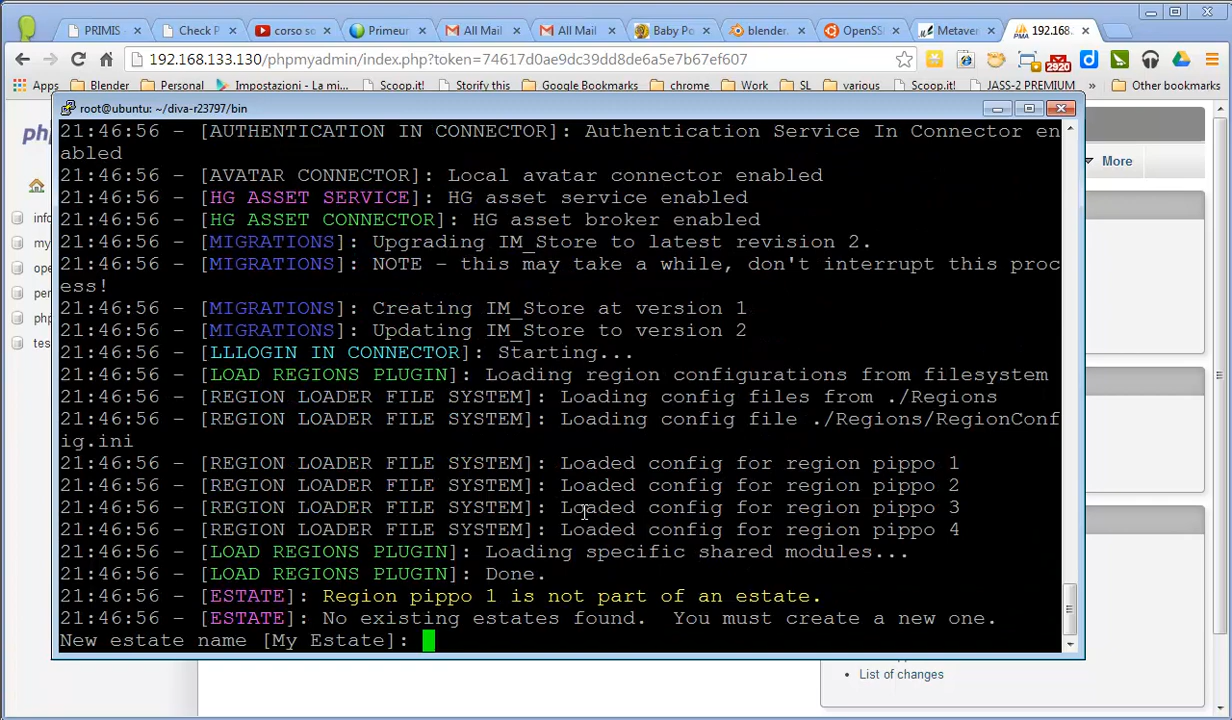 PRIMIS
Check P
corso so
Primeur
All Mail
All Mail
Baby Po
blender.
OpenSS
Metaver
192.168.
192.168.133.130/phpmyadmin/index.php?token=74617d0ae9dc39dd8de6a5e7b67ef607
2920
Apps
Blender
Personal
Impostazioni - La mi...
Scoop.it!
Storify this
Google Bookmarks
chrome
Work
SL
various
Scoop.it!
JASS-2 PREMIUM
Other bookmarks
root@ubuntu: ~/diva-r23797/bin
21:46:56 - [AUTHENTICATION IN CONNECTOR]: Authentication Service In Connector en
abled
21:46:56 - [AVATAR CONNECTOR]: Local avatar connector enabled
21:46:56 - [HG ASSET SERVICE]: HG asset service enabled
21:46:56 - [HG ASSET CONNECTOR]: HG asset broker enabled
21:46:56 - [MIGRATIONS]: Upgrading IM_Store to latest revision 2.
21:46:56 - [MIGRATIONS]: NOTE - this may take a while, don't interrupt this proc
ess!
21:46:56 - [MIGRATIONS]: Creating IM_Store at version 1
21:46:56 - [MIGRATIONS]: Updating IM_Store to version 2
21:46:56 - [LLLOGIN IN CONNECTOR]: Starting...
21:46:56 - [LOAD REGIONS PLUGIN]: Loading region configurations from filesystem
21:46:56 - [REGION LOADER FILE SYSTEM]: Loading config files from ./Regions
21:46:56 - [REGION LOADER FILE SYSTEM]: Loading config file ./Regions/RegionConf
ig.ini
21:46:56 - [REGION LOADER FILE SYSTEM]: Loaded config for region pippo 1
21:46:56 - [REGION LOADER FILE SYSTEM]: Loaded config for region pippo 2
21:46:56 - [REGION LOADER FILE SYSTEM]: Loaded config for region pippo 3
21:46:56 - [REGION LOADER FILE SYSTEM]: Loaded config for region pippo 4
21:46:56 - [LOAD REGIONS PLUGIN]: Loading specific shared modules...
21:46:56 - [LOAD REGIONS PLUGIN]: Done.
21:46:56 - [ESTATE]: Region pippo 1 is not part of an estate.
21:46:56 - [ESTATE]: No existing estates found.  You must create a new one.
New estate name [My Estate]:
php
info
my
ope
per
php
tes
More
List of changes